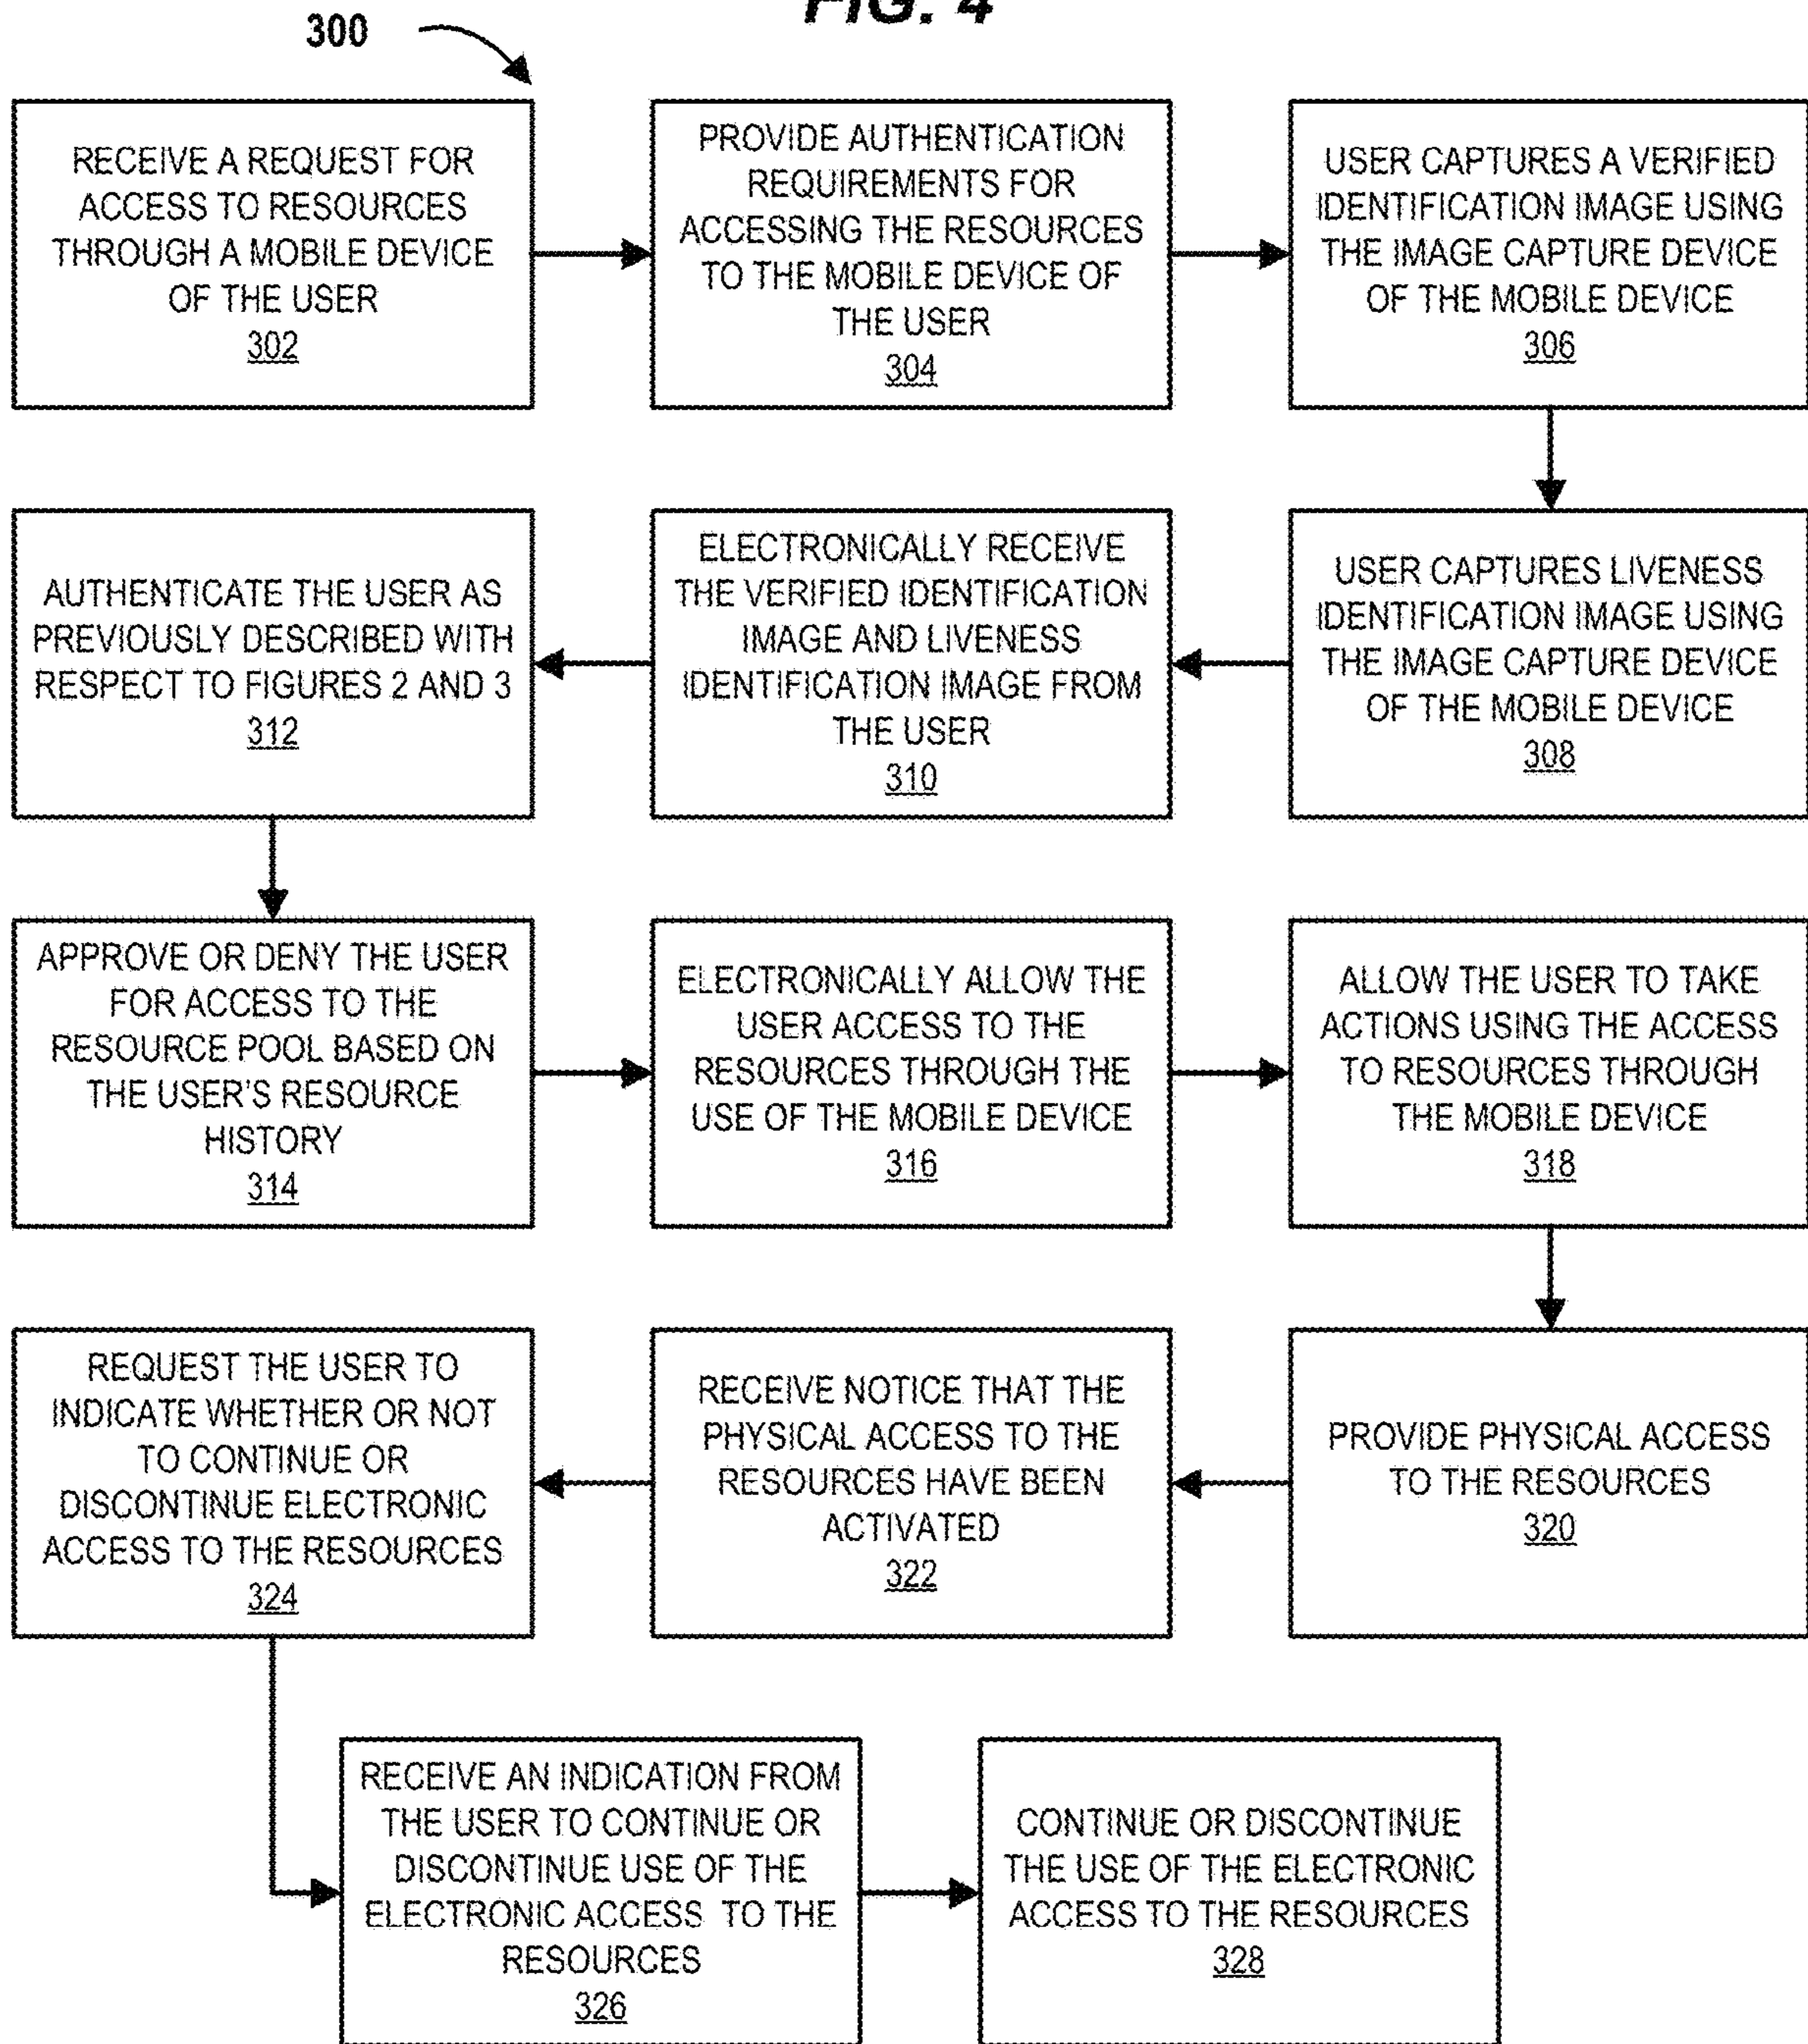 FIG. 4
300
RECEIVE A REQUEST FOR
ACCESS TO RESOURCES
THROUGH A MOBILE DEVICE
OF THE USER
302
PROVIDE AUTHENTICATION
REQUIREMENTS FOR
ACCESSING THE RESOURCES
TO THE MOBILE DEVICE OF
THE USER
304
USER CAPTURES A VERIFIED
IDENTIFICATION IMAGE USING
THE IMAGE CAPTURE DEVICE
OF THE MOBILE DEVICE
306
USER CAPTURES LIVENESS
IDENTIFICATION IMAGE USING
THE IMAGE CAPTURE DEVICE
OF THE MOBILE DEVICE
308
ELECTRONICALLY RECEIVE
THE VERIFIED IDENTIFICATION
IMAGE AND LIVENESS
IDENTIFICATION IMAGE FROM
THE USER
310
AUTHENTICATE THE USER AS
PREVIOUSLY DESCRIBED WITH
RESPECT TO FIGURES 2 AND 3
312
APPROVE OR DENY THE USER
FOR ACCESS TO THE
RESOURCE POOL BASED ON
THE USER'S RESOURCE
HISTORY
314
ELECTRONICALLY ALLOW THE
USER ACCESS TO THE
RESOURCES THROUGH THE
USE OF THE MOBILE DEVICE
316
ALLOW THE USER TO TAKE
ACTIONS USING THE ACCESS
TO RESOURCES THROUGH
THE MOBILE DEVICE
318
PROVIDE PHYSICAL ACCESS
TO THE RESOURCES
320
RECEIVE NOTICE THAT THE
PHYSICAL ACCESS TO THE
RESOURCES HAVE BEEN
ACTIVATED
322
REQUEST THE USER TO
INDICATE WHETHER OR NOT
TO CONTINUE OR
DISCONTINUE ELECTRONIC
ACCESS TO THE RESOURCES
324
RECEIVE AN INDICATION FROM
THE USER TO CONTINUE OR
DISCONTINUE USE OF THE
ELECTRONIC ACCESS TO THE
RESOURCES
326
CONTINUE OR DISCONTINUE
THE USE OF THE ELECTRONIC
ACCESS TO THE RESOURCES
328